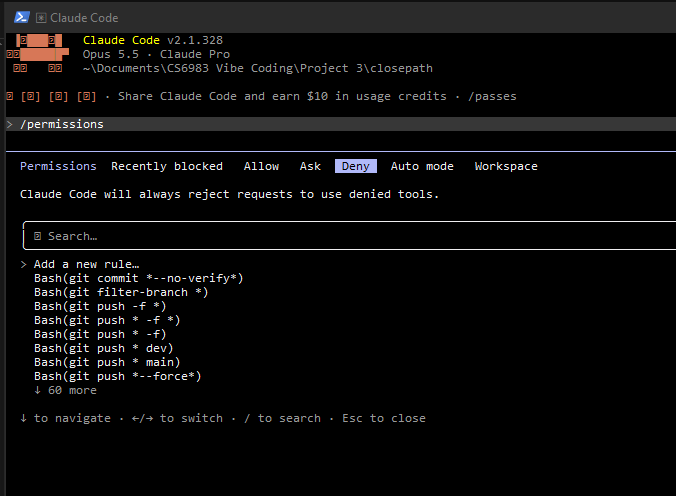 Claude Code
Claude Code v2.1.328
Opus 5.5 · Claude Pro
~\Documents\CS6983 Vibe Coding\Project 3\closepath
[?] [?] [?] · Share Claude Code and earn $10 in usage credits · /passes
> /permissions
Permissions Recently blocked Allow Ask Deny Auto mode Workspace
Claude Code will always reject requests to use denied tools.
Search…
> Add a new rule…
Bash(git commit *--no-verify*)
Bash(git filter-branch *)
Bash(git push -f *)
Bash(git push * -f *)
Bash(git push * -f)
Bash(git push * dev)
Bash(git push * main)
Bash(git push *--force*)
↓ 60 more
↓ to navigate · ←/→ to switch · / to search · Esc to close